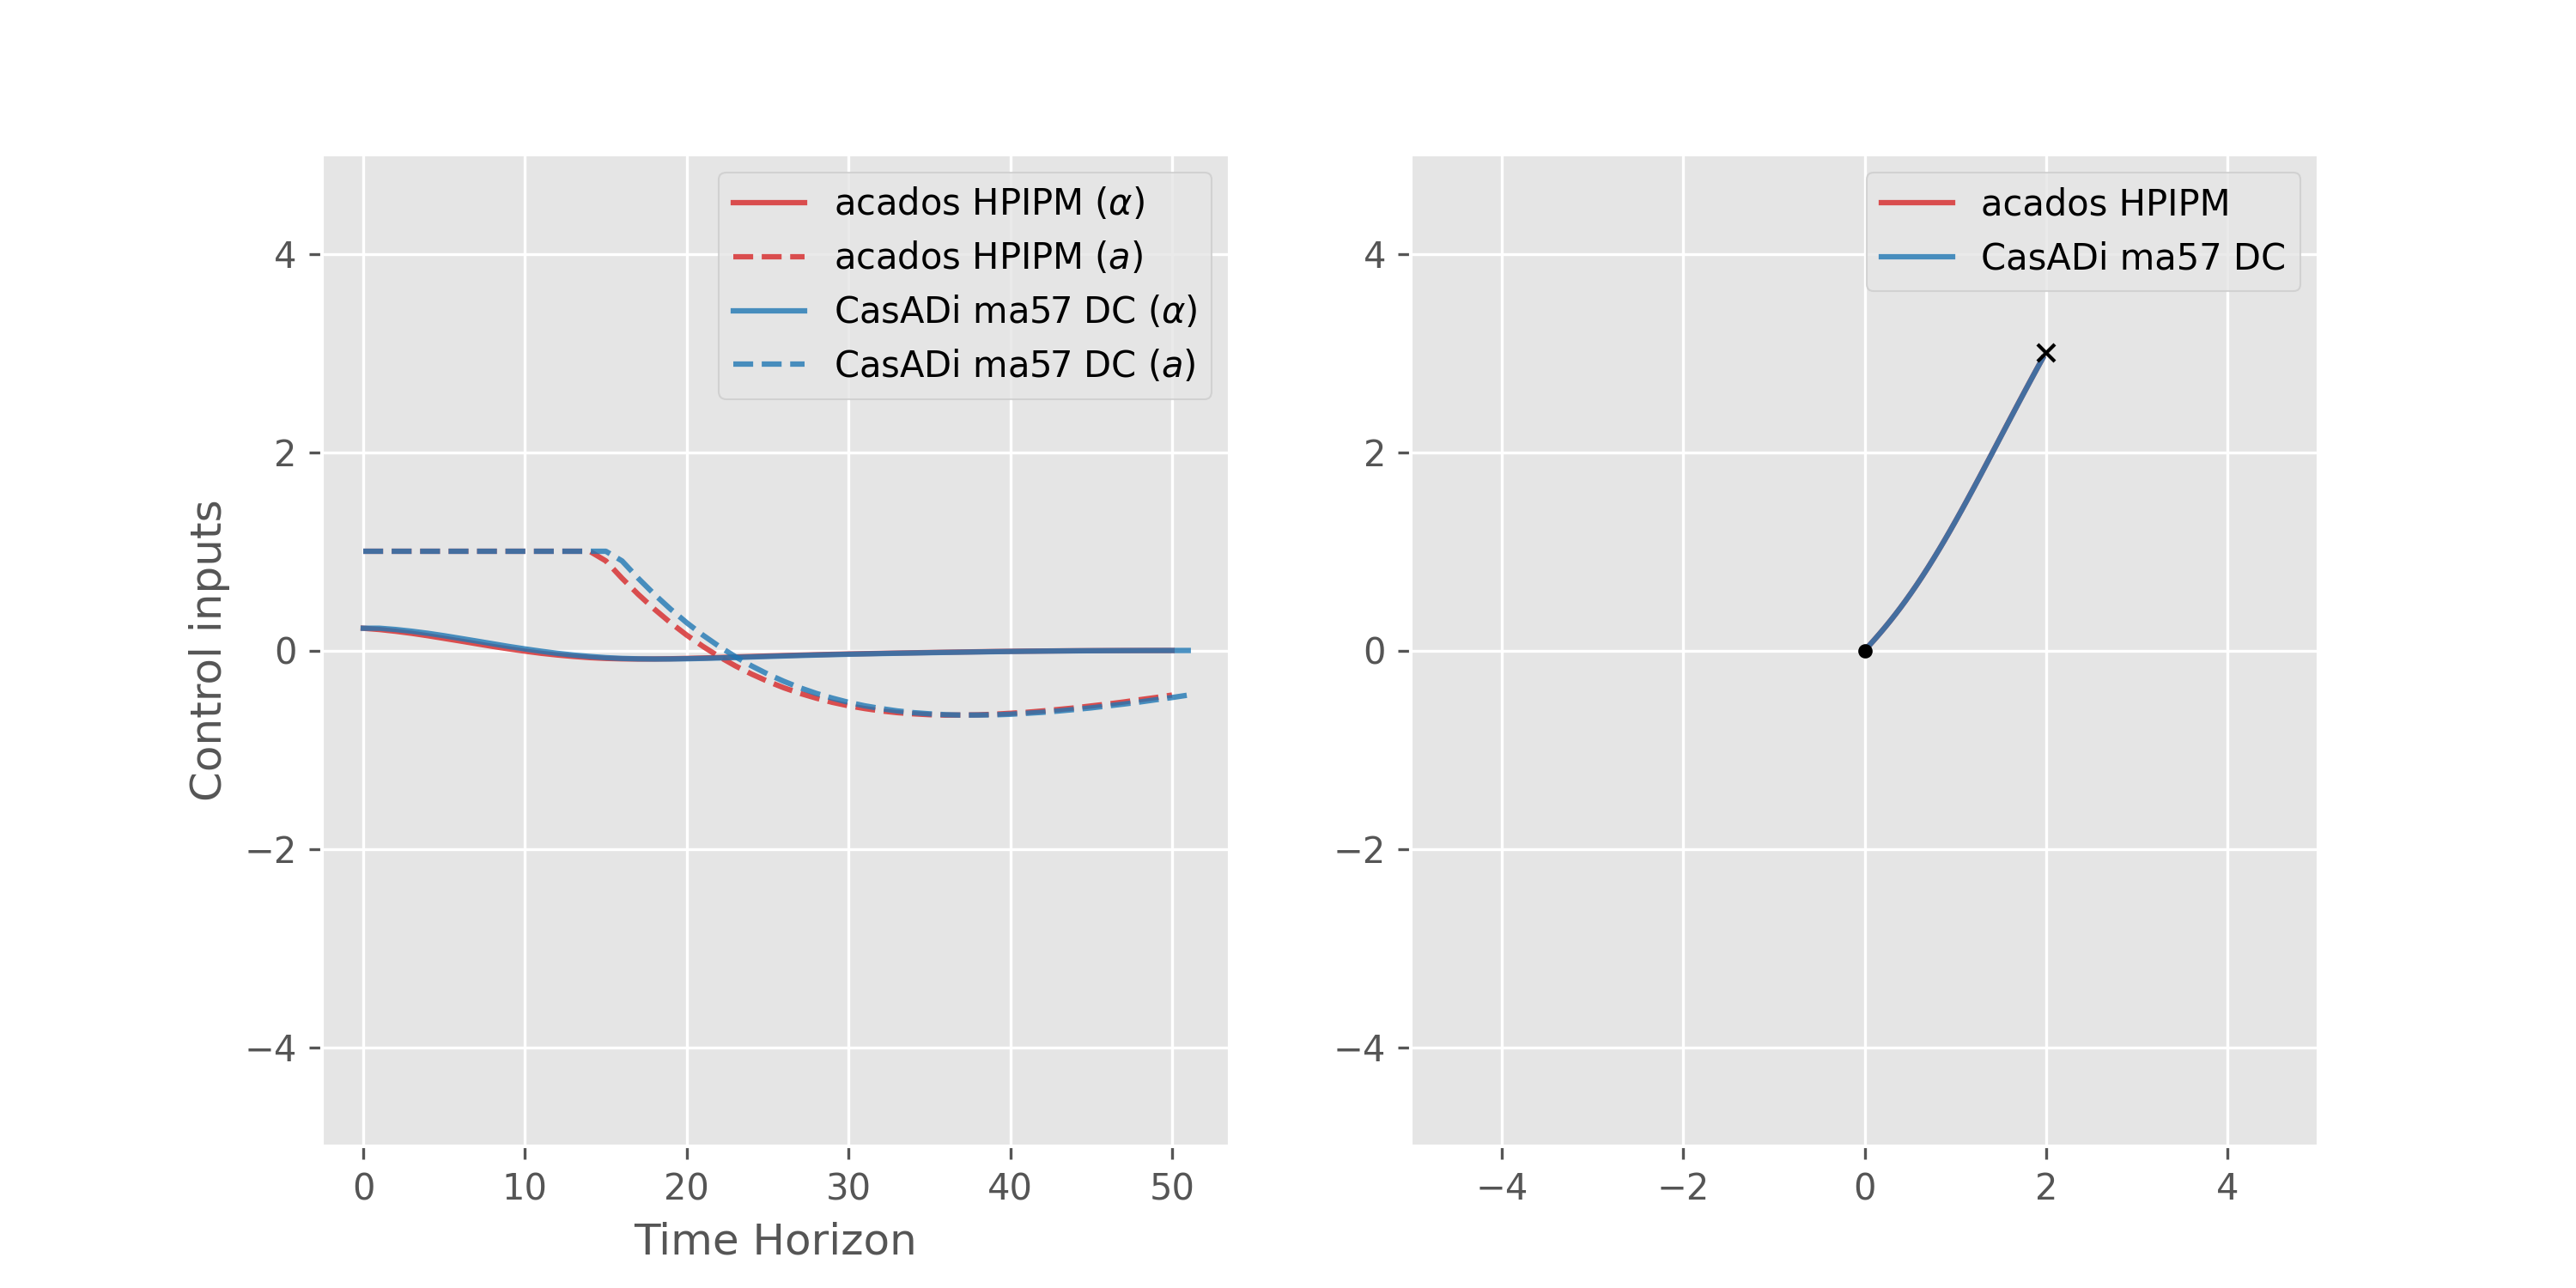 acados HPIPM (α)
acados HPIPM (a)
CasADi ma57 DC (α)
CasADi ma57 DC (a)
4
2
0
−2
−4
Control inputs
0 10 20 30 40 50
Time Horizon
acados HPIPM
CasADi ma57 DC
4
2
0
−2
−4
−4 −2 0 2 4